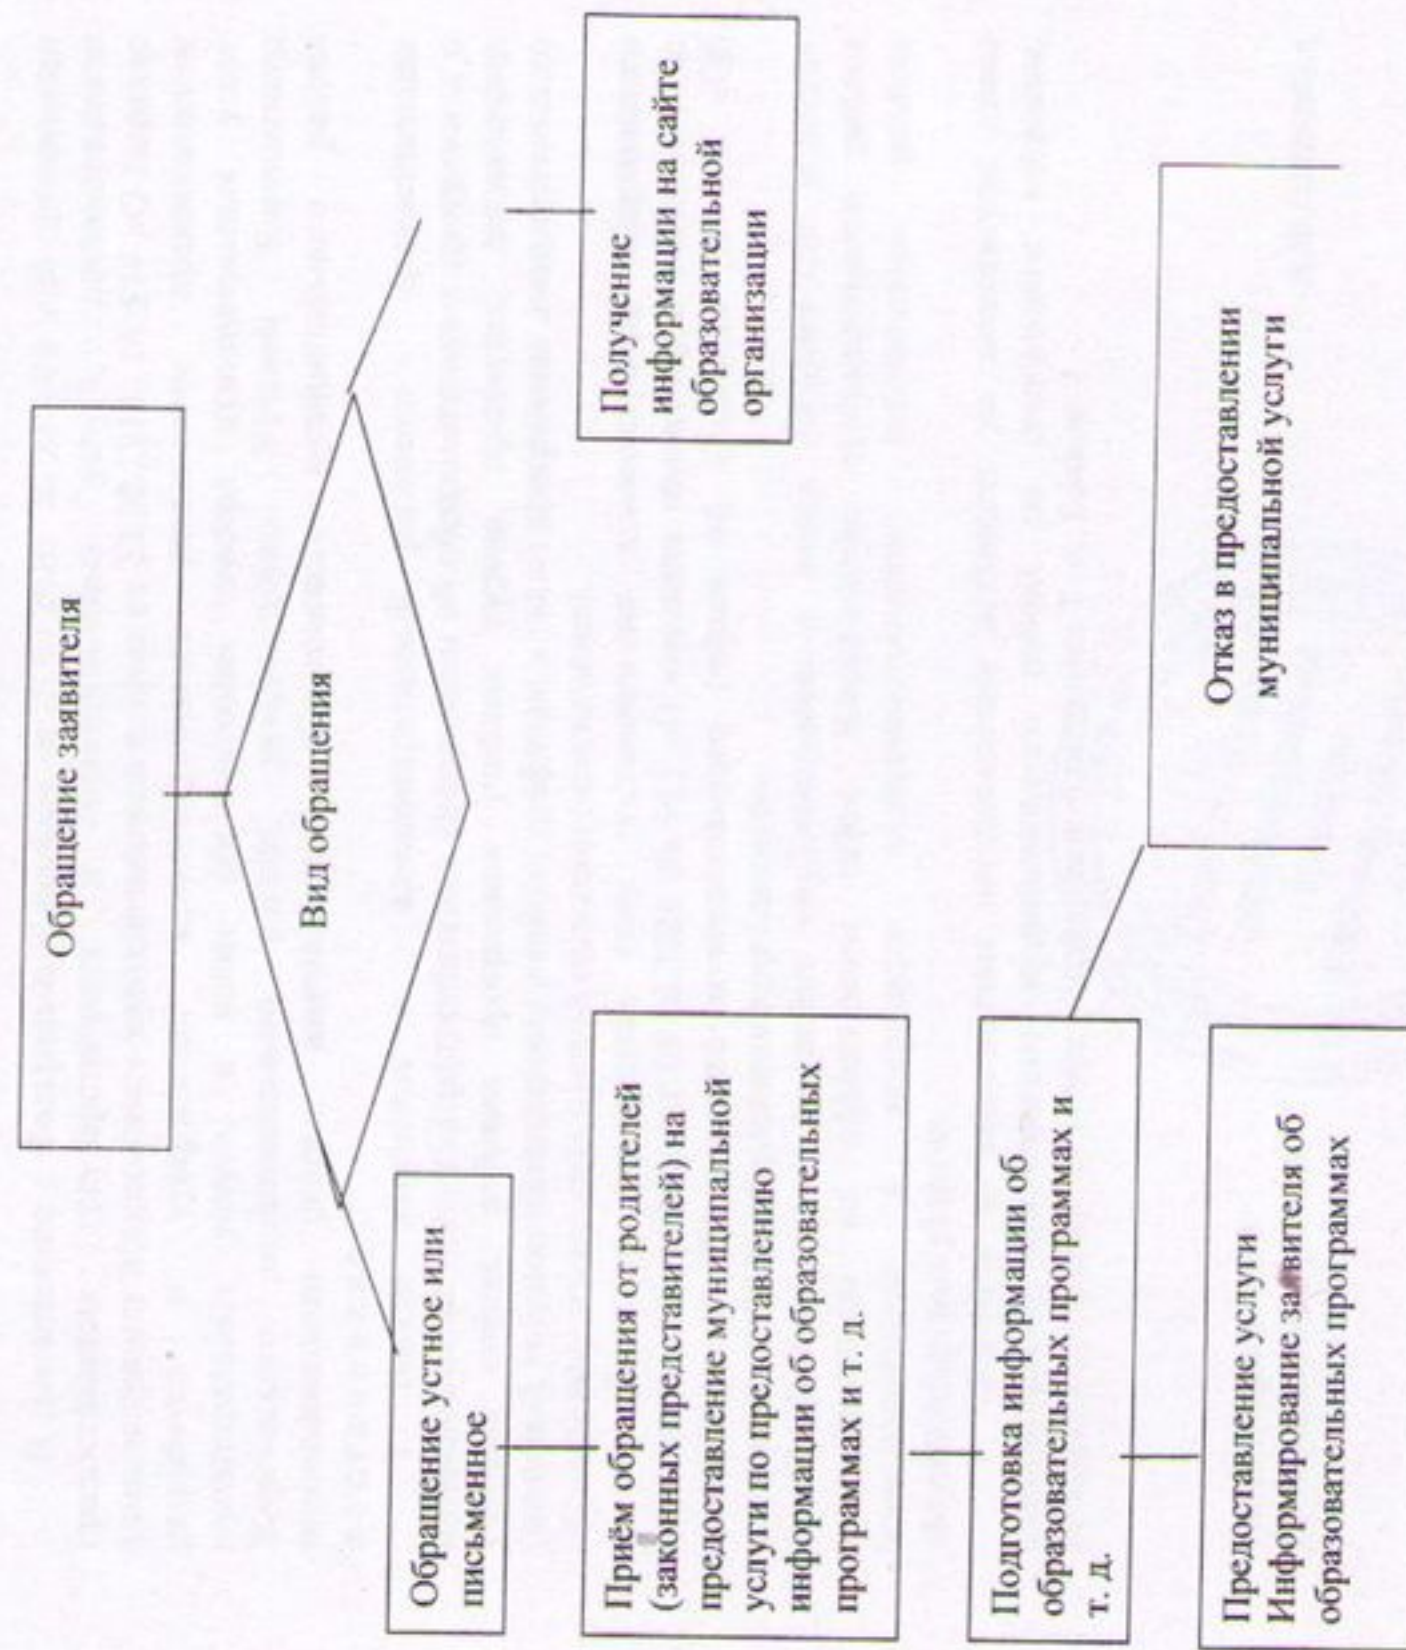 Обращение заявителя
Вид обращения
Обращение устное или
письменное
Получение
информации на сайте
образовательной
организации
Приём обращения от родителей
(законных представителей) на
предоставление муниципальной
услуги по предоставлению
информации об образовательных
программах и т. д.
Подготовка информации об
образовательных программах и
т. д.
Отказ в предоставлении
муниципальной услуги
Предоставление услуги
Информирование заявителя об
образовательных программах